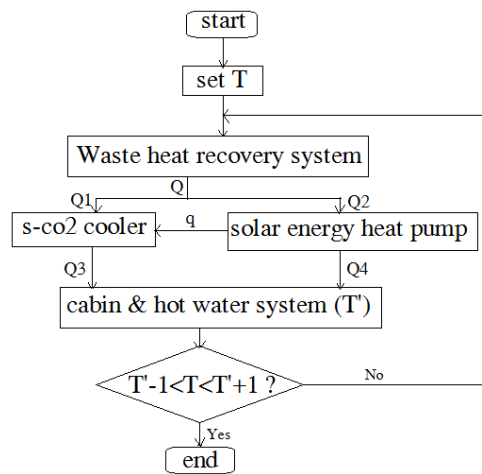 start
set T
Waste heat recovery system
Q
Q1
Q2
s-co2 cooler
q
solar energy heat pump
Q3
Q4
cabin & hot water system (T')
T'-1<T<T'+1 ?
No
Yes
end